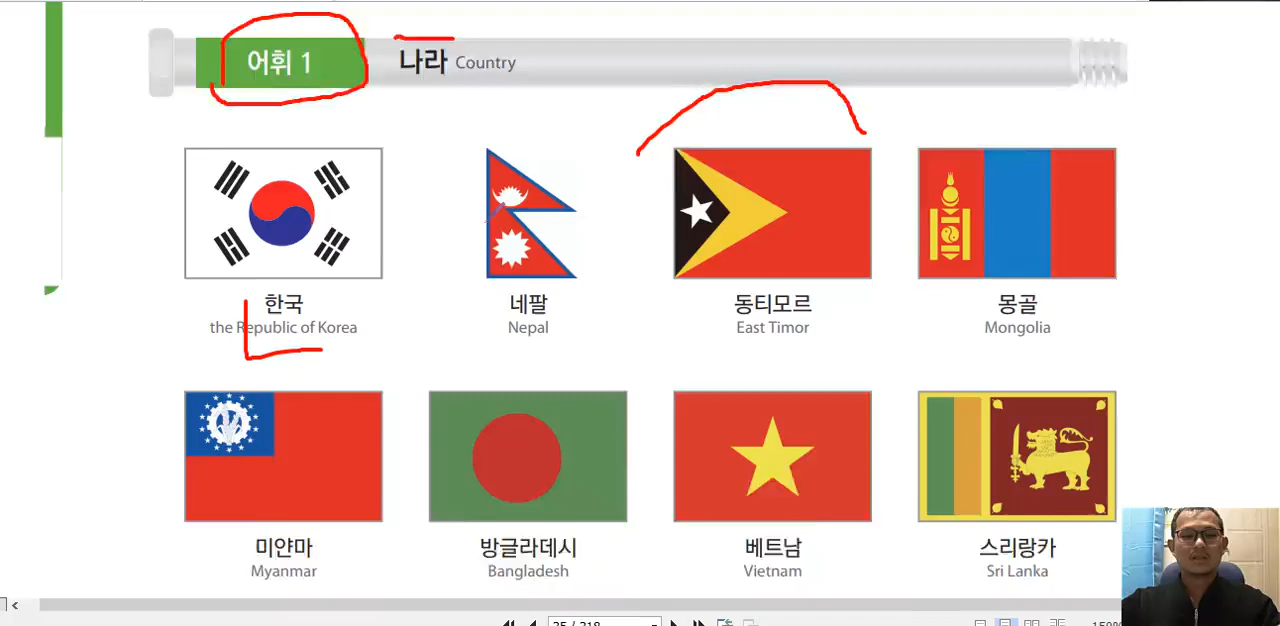 어휘 1 나라 Country
한국 네팔 동티모르 몽골
the Republic of Korea Nepal East Timor Mongolia
미얀마 방글라데시 베트남 스리랑카
Myanmar Bangladesh Vietnam Sri Lanka